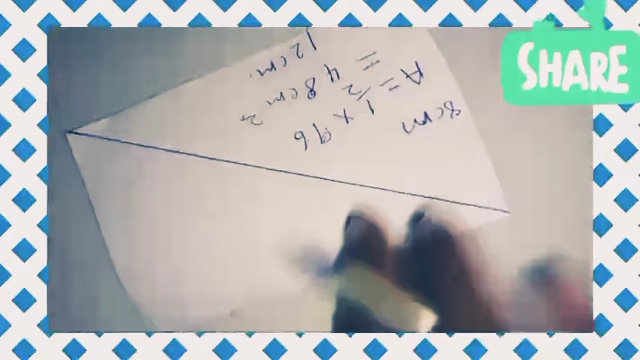 SHARE
8cm
A = 1/2 × 96
= 48cm2
12cm.